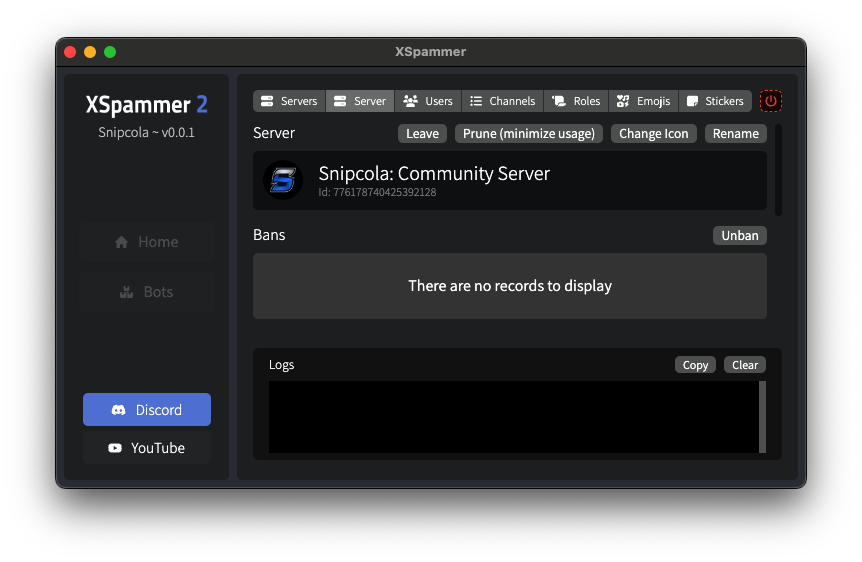 XSpammer
XSpammer 2
Snipcola ~ v0.0.1
Home
Bots
Discord
YouTube
Servers Server Users Channels Roles Emojis Stickers
Server Leave Prune (minimize usage) Change Icon Rename
Snipcola: Community Server
Id: 776178740425392128
Bans Unban
There are no records to display
Logs Copy Clear